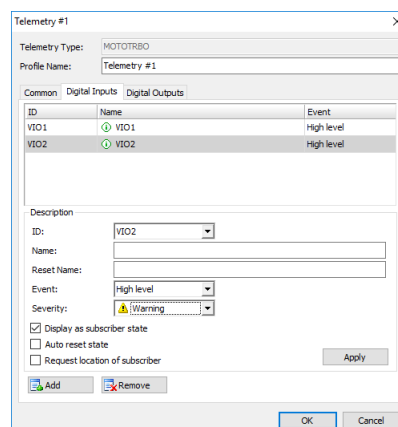 Telemetry #1
Telemetry Type: MOTOTRBO
Profile Name: Telemetry #1
Common Digital Inputs Digital Outputs
ID Name Event
VIO1 VIO1 High level
VIO2 VIO2 High level
Description
ID: VIO2
Name:
Reset Name:
Event: High level
Severity: Warning
Display as subscriber state
Auto reset state
Request location of subscriber Apply
Add Remove
OK Cancel